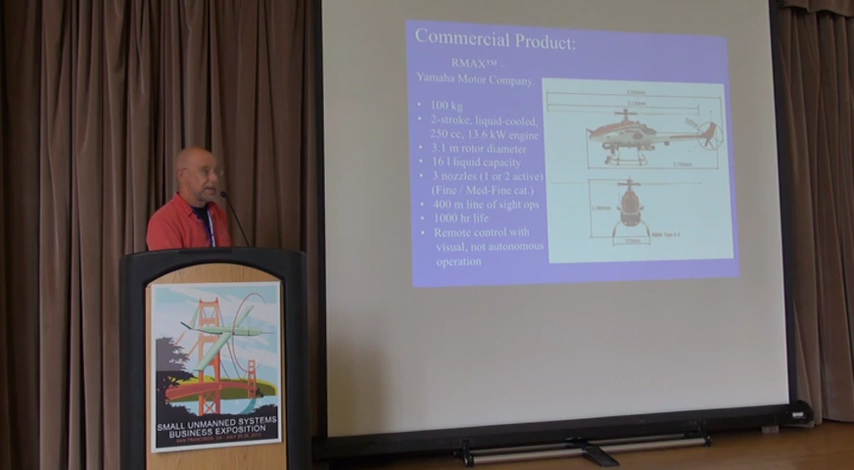 Commercial Product:
RMAX™ -
Yamaha Motor Company.
• 100 kg
• 2-stroke, liquid-cooled,
250 cc, 13.6 kW engine
• 3.1 m rotor diameter
• 16 l liquid capacity
• 3 nozzles (1 or 2 active)
(Fine / Med-Fine cat.)
• 400 m line of sight ops
• 1000 hr life
• Remote control with
visual, not autonomous
operation
SMALL UNMANNED SYSTEMS
BUSINESS EXPOSITION